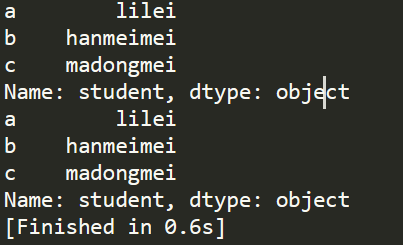 a        lilei
b    hanmeimei
c    madongmei
Name: student, dtype: object
a        lilei
b    hanmeimei
c    madongmei
Name: student, dtype: object
[Finished in 0.6s]